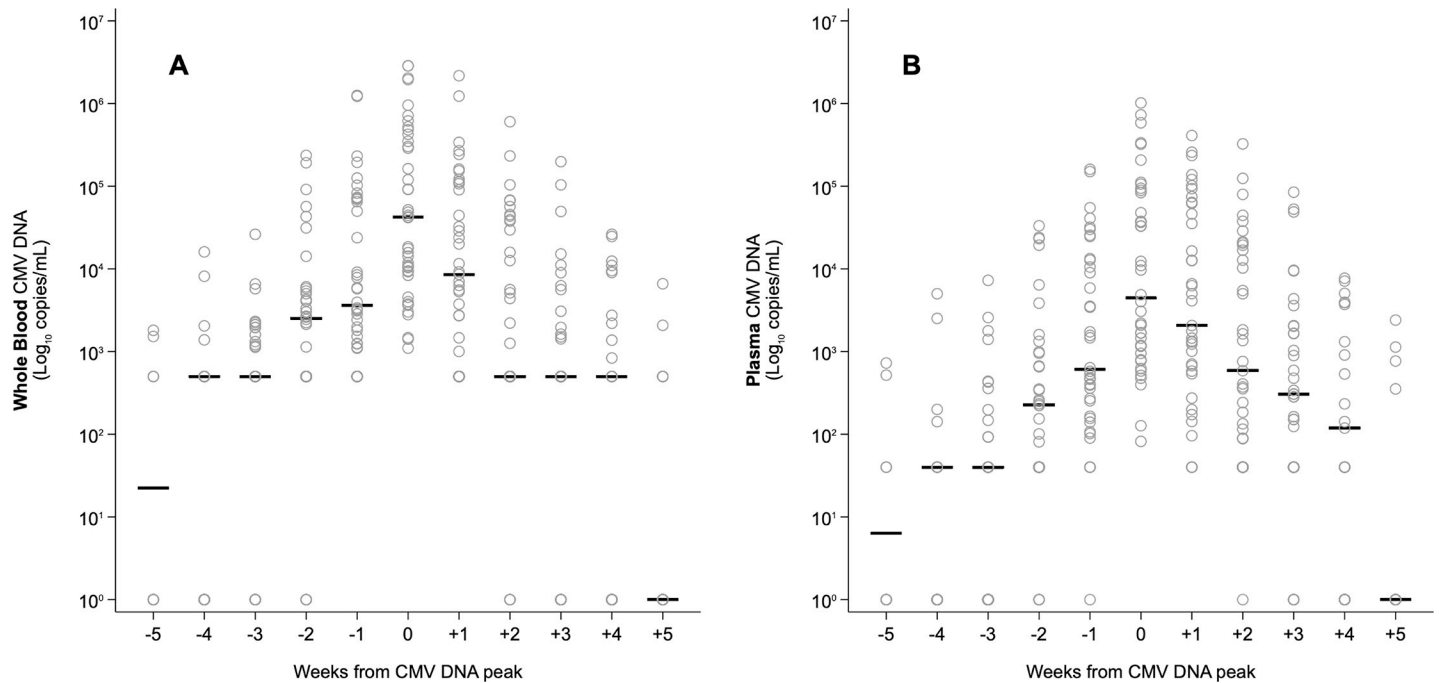 A
Whole Blood CMV DNA
(Log₁₀ copies/mL)
10⁷
10⁶
10⁵
10⁴
10³
10²
10¹
10⁰
-5 -4 -3 -2 -1 0 +1 +2 +3 +4 +5
Weeks from CMV DNA peak
B
Plasma CMV DNA
(Log₁₀ copies/mL)
10⁷
10⁶
10⁵
10⁴
10³
10²
10¹
10⁰
-5 -4 -3 -2 -1 0 +1 +2 +3 +4 +5
Weeks from CMV DNA peak